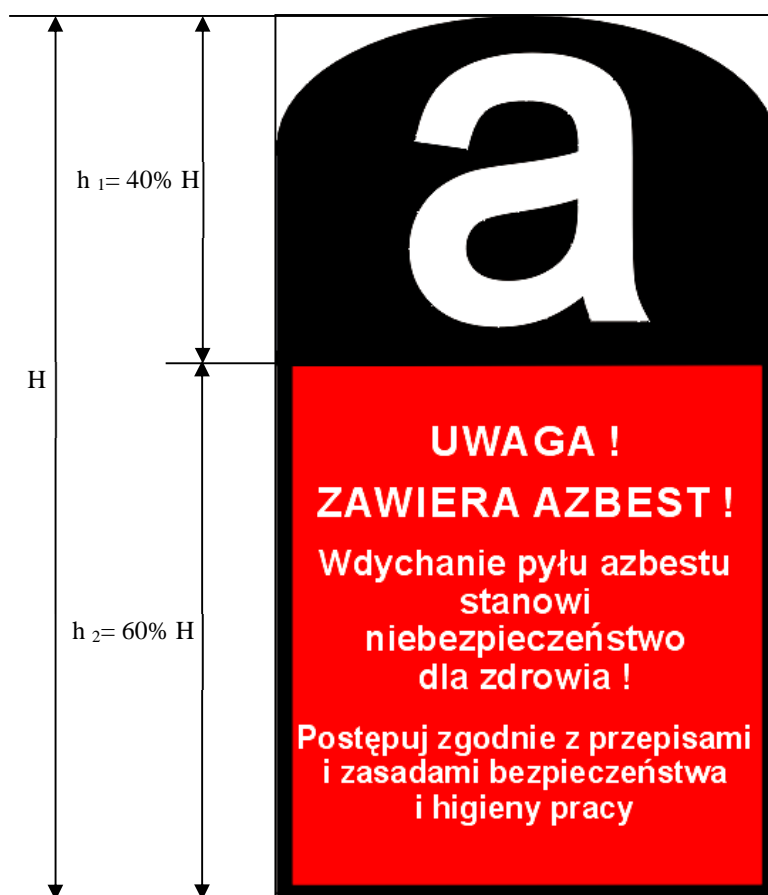 a
h 1= 40% H
H
UWAGA !
ZAWIERA AZBEST !
Wdychanie pyłu azbestu
stanowi
niebezpieczeństwo
dla zdrowia !
h 2= 60% H
Postępuj zgodnie z przepisami
i zasadami bezpieczeństwa
i higieny pracy